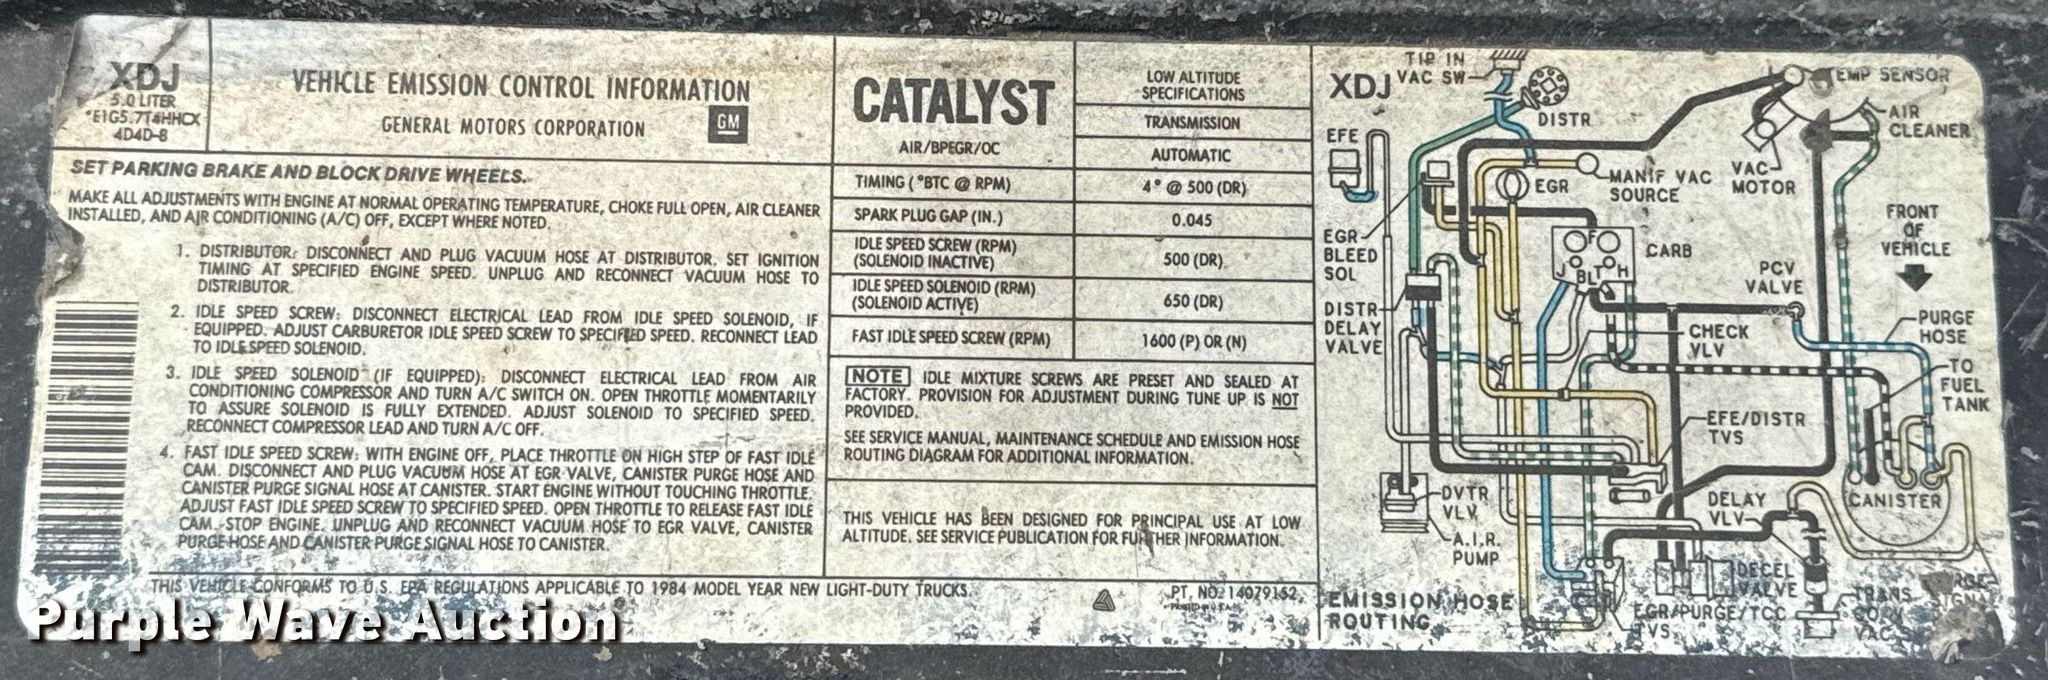 XDJ
5.0 LITER
*E1G5.7T4HHCX
4D4D-8
VEHICLE EMISSION CONTROL INFORMATION
GENERAL MOTORS CORPORATION
GM
SET PARKING BRAKE AND BLOCK DRIVE WHEELS.
MAKE ALL ADJUSTMENTS WITH ENGINE AT NORMAL OPERATING TEMPERATURE, CHOKE FULL OPEN, AIR CLEANER
INSTALLED, AND AIR CONDITIONING (A/C) OFF, EXCEPT WHERE NOTED.
1. DISTRIBUTOR: DISCONNECT AND PLUG VACUUM HOSE AT DISTRIBUTOR. SET IGNITION
TIMING AT SPECIFIED ENGINE SPEED. UNPLUG AND RECONNECT VACUUM HOSE TO
DISTRIBUTOR.
2. IDLE SPEED SCREW: DISCONNECT ELECTRICAL LEAD FROM IDLE SPEED SOLENOID, IF
EQUIPPED. ADJUST CARBURETOR IDLE SPEED SCREW TO SPECIFIED SPEED. RECONNECT LEAD
TO IDLE SPEED SOLENOID.
3. IDLE SPEED SOLENOID (IF EQUIPPED): DISCONNECT ELECTRICAL LEAD FROM AIR
CONDITIONING COMPRESSOR AND TURN A/C SWITCH ON. OPEN THROTTLE MOMENTARILY
TO ASSURE SOLENOID IS FULLY EXTENDED. ADJUST SOLENOID TO SPECIFIED SPEED.
RECONNECT COMPRESSOR LEAD AND TURN A/C OFF.
4. FAST IDLE SPEED SCREW: WITH ENGINE OFF, PLACE THROTTLE ON HIGH STEP OF FAST IDLE
CAM. DISCONNECT AND PLUG VACUUM HOSE AT EGR VALVE, CANISTER PURGE HOSE AND
CANISTER PURGE SIGNAL HOSE AT CANISTER. START ENGINE WITHOUT TOUCHING THROTTLE.
ADJUST FAST IDLE SPEED SCREW TO SPECIFIED SPEED. OPEN THROTTLE TO RELEASE FAST IDLE
CAM. STOP ENGINE. UNPLUG AND RECONNECT VACUUM HOSE TO EGR VALVE, CANISTER
PURGE HOSE AND CANISTER PURGE SIGNAL HOSE TO CANISTER.
THIS VEHICLE CONFORMS TO U.S. EPA REGULATIONS APPLICABLE TO 1984 MODEL YEAR NEW LIGHT-DUTY TRUCKS.
CATALYST
AIR/BPEGR/OC
LOW ALTITUDE
SPECIFICATIONS
TRANSMISSION
AUTOMATIC
TIMING (°BTC @ RPM) 4° @ 500 (DR)
SPARK PLUG GAP (IN.) 0.045
IDLE SPEED SCREW (RPM)
(SOLENOID INACTIVE) 500 (DR)
IDLE SPEED SOLENOID (RPM)
(SOLENOID ACTIVE) 650 (DR)
FAST IDLE SPEED SCREW (RPM) 1600 (P) OR (N)
NOTE IDLE MIXTURE SCREWS ARE PRESET AND SEALED AT
FACTORY. PROVISION FOR ADJUSTMENT DURING TUNE UP IS NOT
PROVIDED.
SEE SERVICE MANUAL, MAINTENANCE SCHEDULE AND EMISSION HOSE
ROUTING DIAGRAM FOR ADDITIONAL INFORMATION.
THIS VEHICLE HAS BEEN DESIGNED FOR PRINCIPAL USE AT LOW
ALTITUDE. SEE SERVICE PUBLICATION FOR FURTHER INFORMATION.
PT. NO. 14079152
XDJ
TIP IN
VAC SW
DISTR
EFE
EGR
MANIF VAC
SOURCE
VAC
MOTOR
TEMP SENSOR
AIR
CLEANER
FRONT
OF
VEHICLE
EGR
BLEED
SOL
F
J BLT H
CARB
PCV
VALVE
DISTR
DELAY
VALVE
CHECK
VLV
PURGE
HOSE
TO
FUEL
TANK
EFE/DISTR
TVS
DVTR
VLV
DELAY
VLV
CANISTER
A.I.R.
PUMP
DECEL
VALVE
EMISSION HOSE
ROUTING
EGR/PURGE/TCC
TVS
TRANS
VAC
Purple Wave Auction